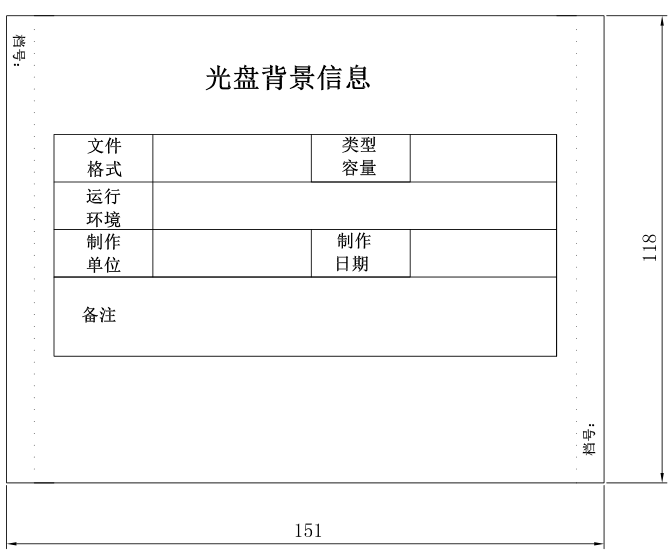 档号：
光盘背景信息
文件
格式
类型
容量
运行
环境
制作
单位
制作
日期
备注
118
档号：
151